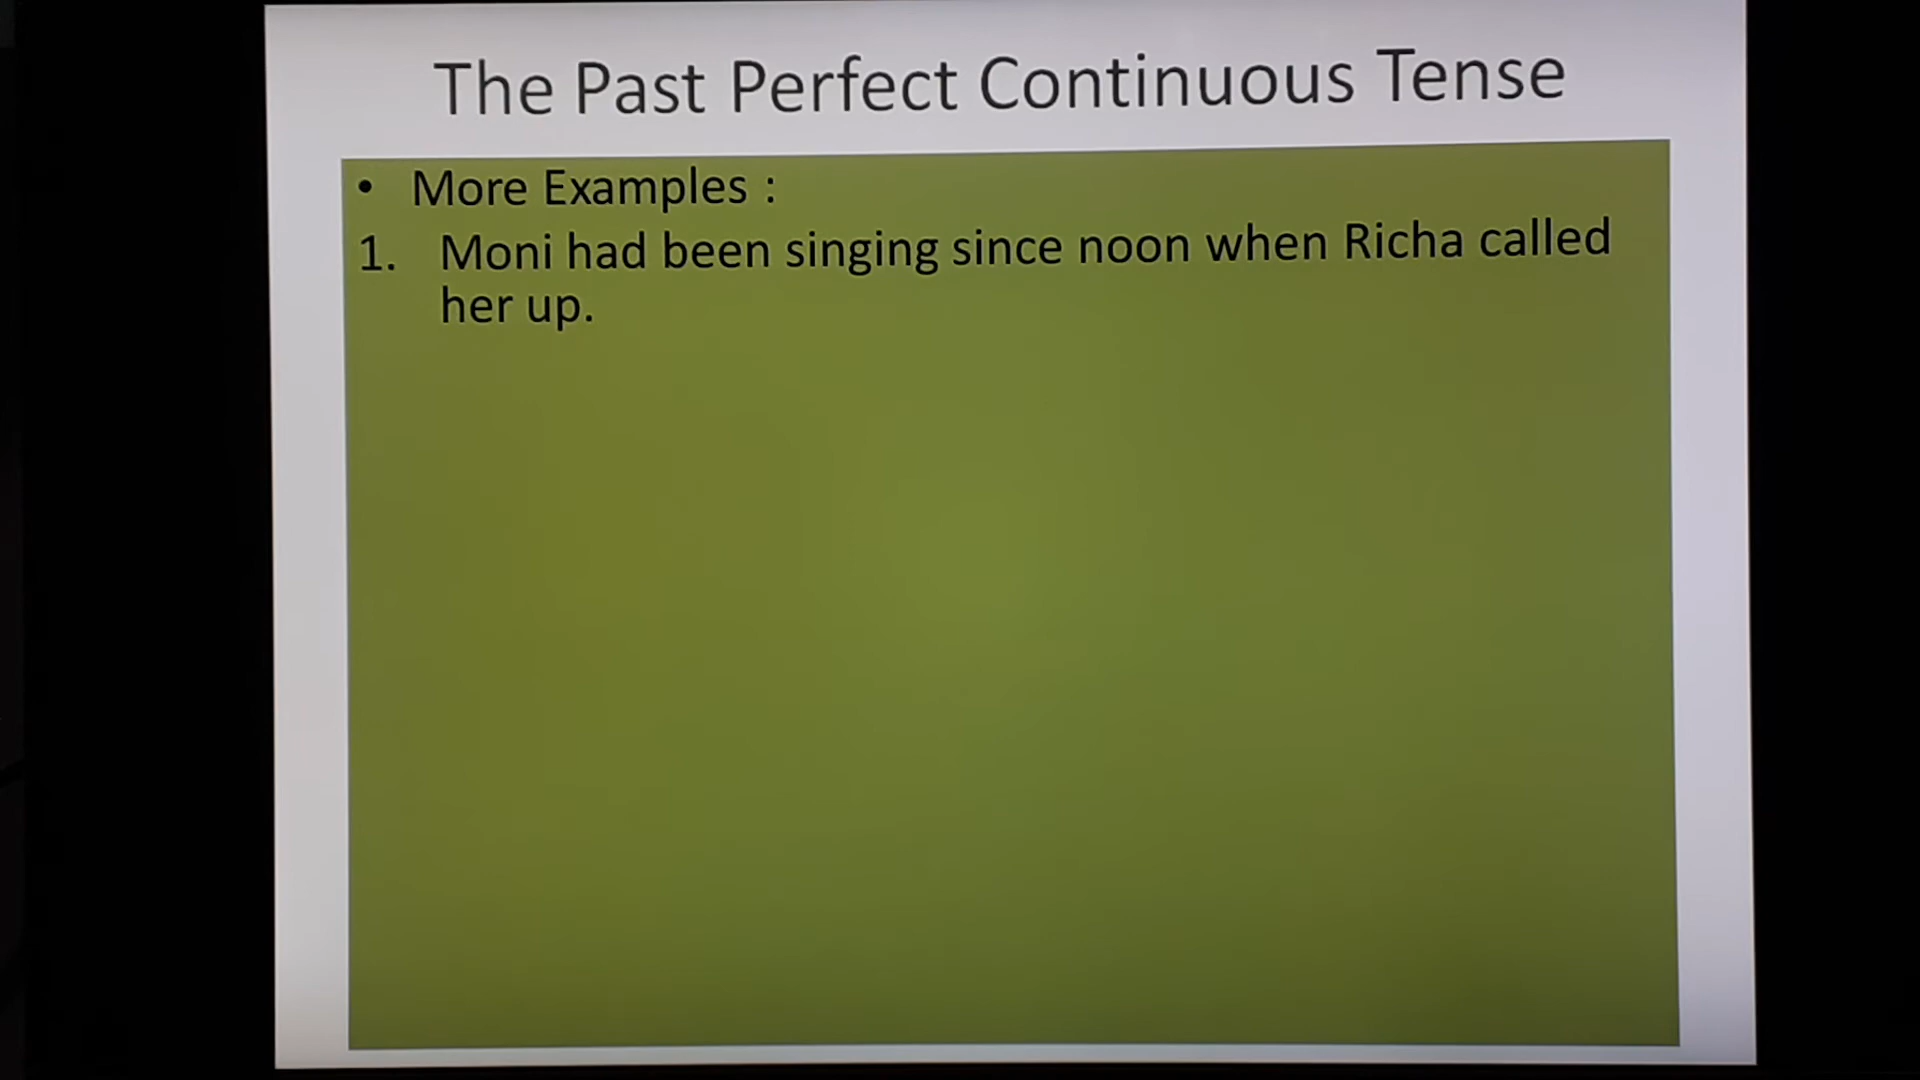 The Past Perfect Continuous Tense
• More Examples :
1. Moni had been singing since noon when Richa called
her up.